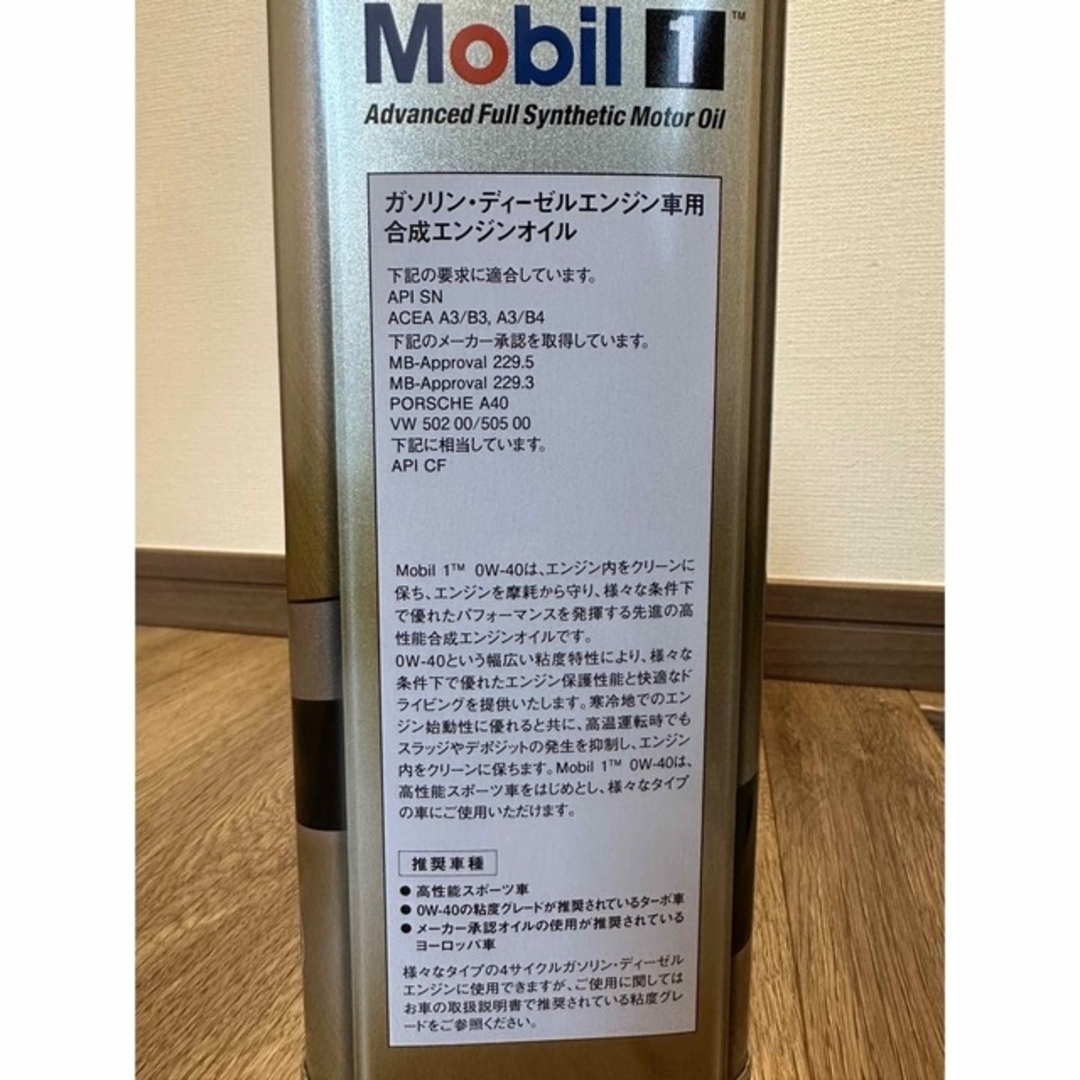 Mobil 1™
Advanced Full Synthetic Motor Oil
ガソリン・ディーゼルエンジン車用
合成エンジンオイル
下記の要求に適合しています。
API SN
ACEA A3/B3, A3/B4
下記のメーカー承認を取得しています。
MB-Approval 229.5
MB-Approval 229.3
PORSCHE A40
VW 502 00/505 00
下記に相当しています。
API CF
Mobil 1™ 0W-40は、エンジン内をクリーンに
保ち、エンジンを摩耗から守り、様々な条件下
で優れたパフォーマンスを発揮する先進の高
性能合成エンジンオイルです。
0W-40という幅広い粘度特性により、様々な
条件下で優れたエンジン保護性能と快適なド
ライビングを提供いたします。寒冷地でのエン
ジン始動性に優れると共に、高温運転時でも
スラッジやデポジットの発生を抑制し、エンジン
内をクリーンに保ちます。Mobil 1™ 0W-40は、
高性能スポーツ車をはじめとし、様々なタイプ
の車にご使用いただけます。
推奨車種
● 高性能スポーツ車
● 0W-40の粘度グレードが推奨されているターボ車
● メーカー承認オイルの使用が推奨されている
ヨーロッパ車
様々なタイプの4サイクルガソリン・ディーゼル
エンジンに使用できますが、ご使用に関しては
お車の取扱説明書で推奨されている粘度グレ
ードをご参照ください。